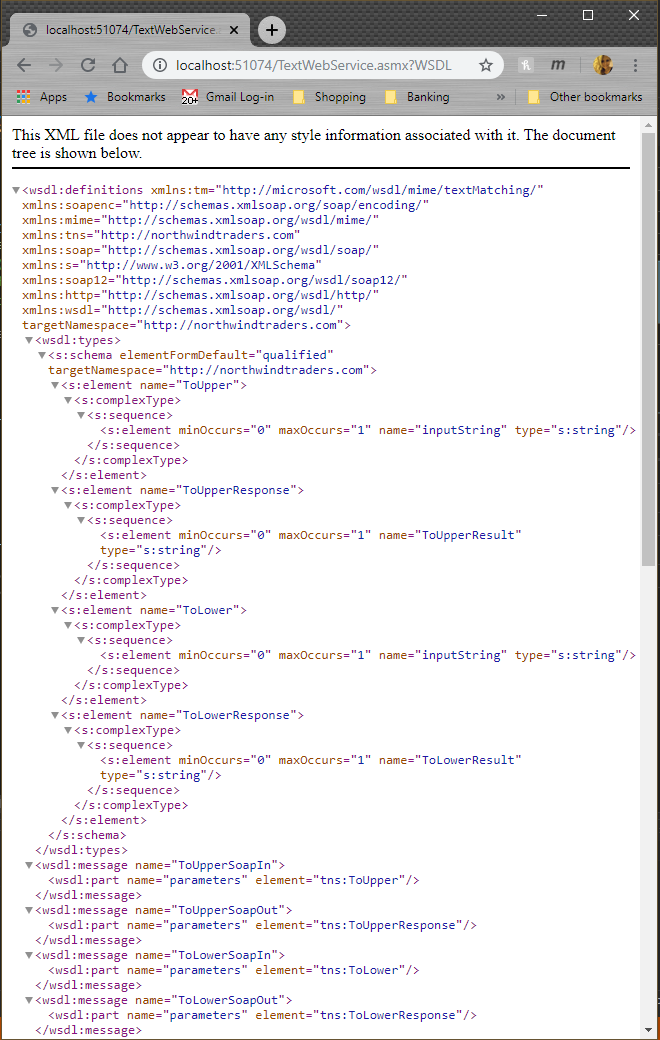 localhost:51074/TextWebService.
localhost:51074/TextWebService.asmx?WSDL
m
Apps Bookmarks 20+ Gmail Log-in Shopping Banking » Other bookmarks
This XML file does not appear to have any style information associated with it. The document
tree is shown below.
<wsdl:definitions xmlns:tm="http://microsoft.com/wsdl/mime/textMatching/"
xmlns:soapenc="http://schemas.xmlsoap.org/soap/encoding/"
xmlns:mime="http://schemas.xmlsoap.org/wsdl/mime/"
xmlns:tns="http://northwindtraders.com"
xmlns:soap="http://schemas.xmlsoap.org/wsdl/soap/"
xmlns:s="http://www.w3.org/2001/XMLSchema"
xmlns:soap12="http://schemas.xmlsoap.org/wsdl/soap12/"
xmlns:http="http://schemas.xmlsoap.org/wsdl/http/"
xmlns:wsdl="http://schemas.xmlsoap.org/wsdl/"
targetNamespace="http://northwindtraders.com">
<wsdl:types>
<s:schema elementFormDefault="qualified"
targetNamespace="http://northwindtraders.com">
<s:element name="ToUpper">
<s:complexType>
<s:sequence>
<s:element minOccurs="0" maxOccurs="1" name="inputString" type="s:string"/>
</s:sequence>
</s:complexType>
</s:element>
<s:element name="ToUpperResponse">
<s:complexType>
<s:sequence>
<s:element minOccurs="0" maxOccurs="1" name="ToUpperResult"
type="s:string"/>
</s:sequence>
</s:complexType>
</s:element>
<s:element name="ToLower">
<s:complexType>
<s:sequence>
<s:element minOccurs="0" maxOccurs="1" name="inputString" type="s:string"/>
</s:sequence>
</s:complexType>
</s:element>
<s:element name="ToLowerResponse">
<s:complexType>
<s:sequence>
<s:element minOccurs="0" maxOccurs="1" name="ToLowerResult"
type="s:string"/>
</s:sequence>
</s:complexType>
</s:element>
</s:schema>
</wsdl:types>
<wsdl:message name="ToUpperSoapIn">
<wsdl:part name="parameters" element="tns:ToUpper"/>
</wsdl:message>
<wsdl:message name="ToUpperSoapOut">
<wsdl:part name="parameters" element="tns:ToUpperResponse"/>
</wsdl:message>
<wsdl:message name="ToLowerSoapIn">
<wsdl:part name="parameters" element="tns:ToLower"/>
</wsdl:message>
<wsdl:message name="ToLowerSoapOut">
<wsdl:part name="parameters" element="tns:ToLowerResponse"/>
</wsdl:message>